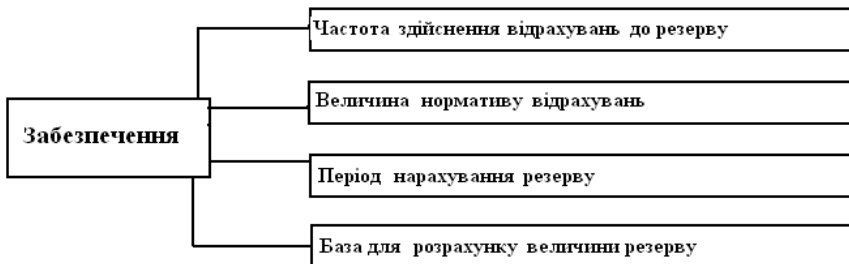 Частота здійснення відрахувань до резерву
Величина нормативу відрахувань
Забезпечення
Період нарахування резерву
База для розрахунку величини резерву